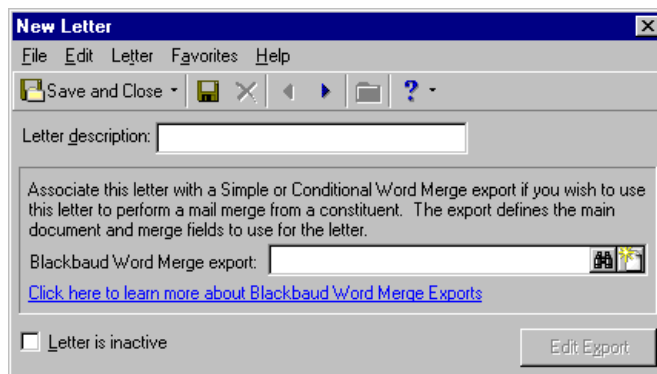 New Letter
File Edit Letter Favorites Help
Save and Close ?
Letter description:
Associate this letter with a Simple or Conditional Word Merge export if you wish to use
this letter to perform a mail merge from a constituent. The export defines the main
document and merge fields to use for the letter.
Blackbaud Word Merge export:
Click here to learn more about Blackbaud Word Merge Exports
Letter is inactive
Edit Export